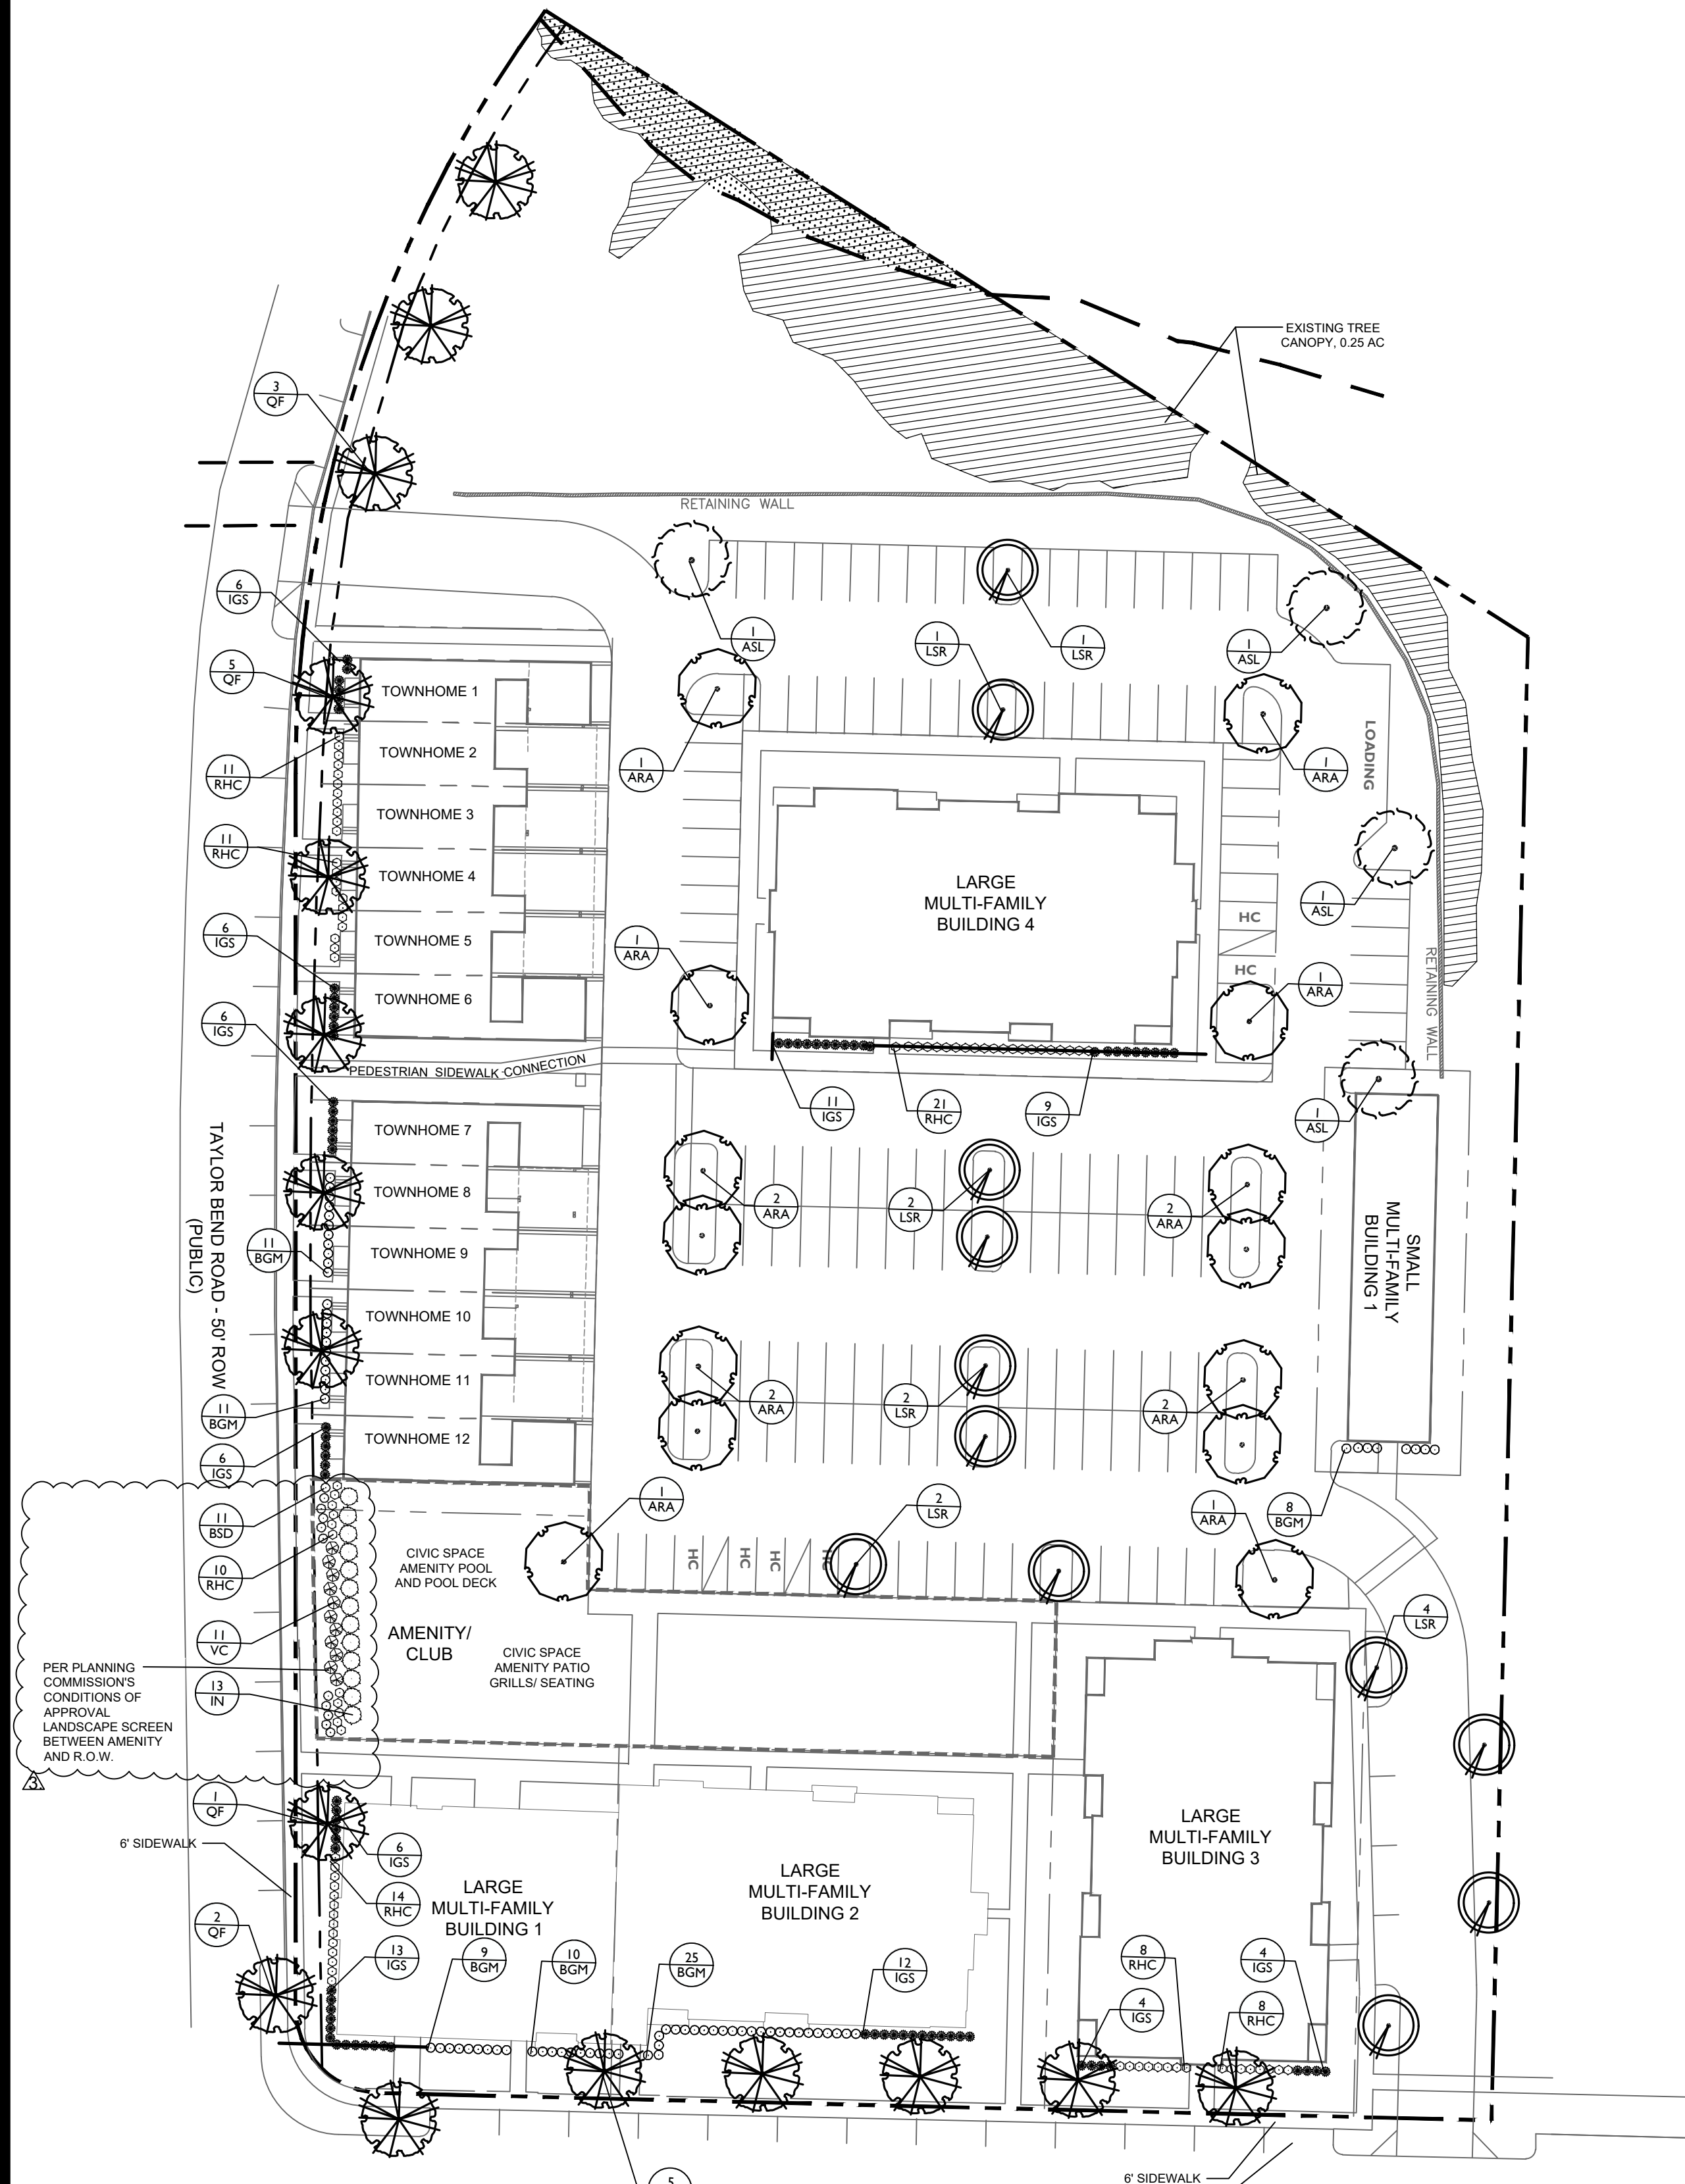 EXISTING TREE
CANOPY, 0.25 AC
3
QF
RETAINING WALL
6
IGS
1
ASL
1
LSR
1
LSR
1
ASL
5
QF
TOWNHOME 1
TOWNHOME 2
11
RHC
1
ARA
1
ARA
LOADING
TOWNHOME 3
11
RHC
TOWNHOME 4
LARGE
MULTI-FAMILY
BUILDING 4
1
ASL
HC
6
IGS
TOWNHOME 5
1
ARA
HC
1
ARA
RETAINING WALL
TOWNHOME 6
6
IGS
PEDESTRIAN SIDEWALK CONNECTION
11
IGS
21
RHC
9
IGS
1
ASL
TOWNHOME 7
TAYLOR BEND ROAD - 50' ROW
(PUBLIC)
TOWNHOME 8
2
ARA
2
LSR
2
ARA
11
BGM
TOWNHOME 9
SMALL
MULTI-FAMILY
BUILDING 1
TOWNHOME 10
TOWNHOME 11
11
BGM
2
ARA
2
LSR
2
ARA
TOWNHOME 12
6
IGS
1
ARA
2
LSR
1
ARA
8
BGM
11
BSD
CIVIC SPACE
AMENITY POOL
AND POOL DECK
HC
HC
HC
HC
10
RHC
11
VC
AMENITY/
CLUB
CIVIC SPACE
AMENITY PATIO
GRILLS/ SEATING
4
LSR
PER PLANNING
COMMISSION'S
CONDITIONS OF
APPROVAL
LANDSCAPE SCREEN
BETWEEN AMENITY
AND R.O.W.
13
IN
3
1
QF
6' SIDEWALK
6
IGS
LARGE
MULTI-FAMILY
BUILDING 3
14
RHC
LARGE
MULTI-FAMILY
BUILDING 1
LARGE
MULTI-FAMILY
BUILDING 2
2
QF
13
IGS
9
BGM
10
BGM
25
BGM
12
IGS
8
RHC
4
IGS
4
IGS
8
RHC
5
6' SIDEWALK